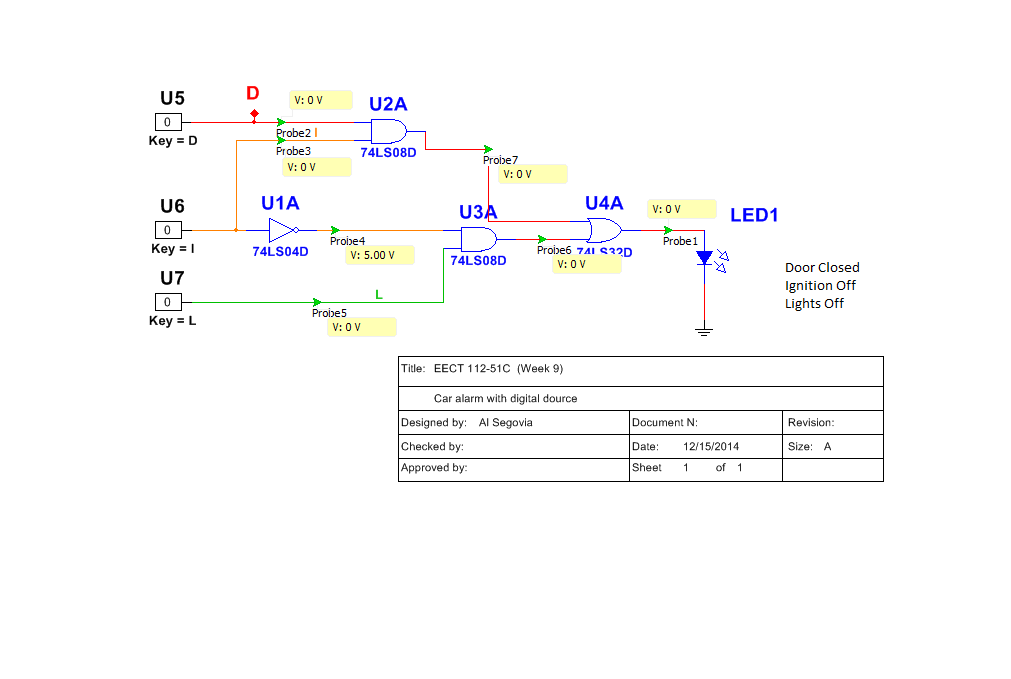 U5
0
Key = D
D
V: 0 V
Probe2 I
Probe3
V: 0 V
U2A
74LS08D
Probe7
V: 0 V
U6
0
Key = I
U1A
74LS04D
Probe4
V: 5.00 V
U3A
74LS08D
U4A
74LS32D
Probe6
V: 0 V
V: 0 V
Probe1
LED1
U7
0
Key = L
L
Probe5
V: 0 V
Door Closed
Ignition Off
Lights Off
Title: EECT 112-51C (Week 9)
Car alarm with digital dource
Designed by: Al Segovia
Document N:
Revision:
Checked by:
Date: 12/15/2014
Size: A
Approved by:
Sheet 1 of 1